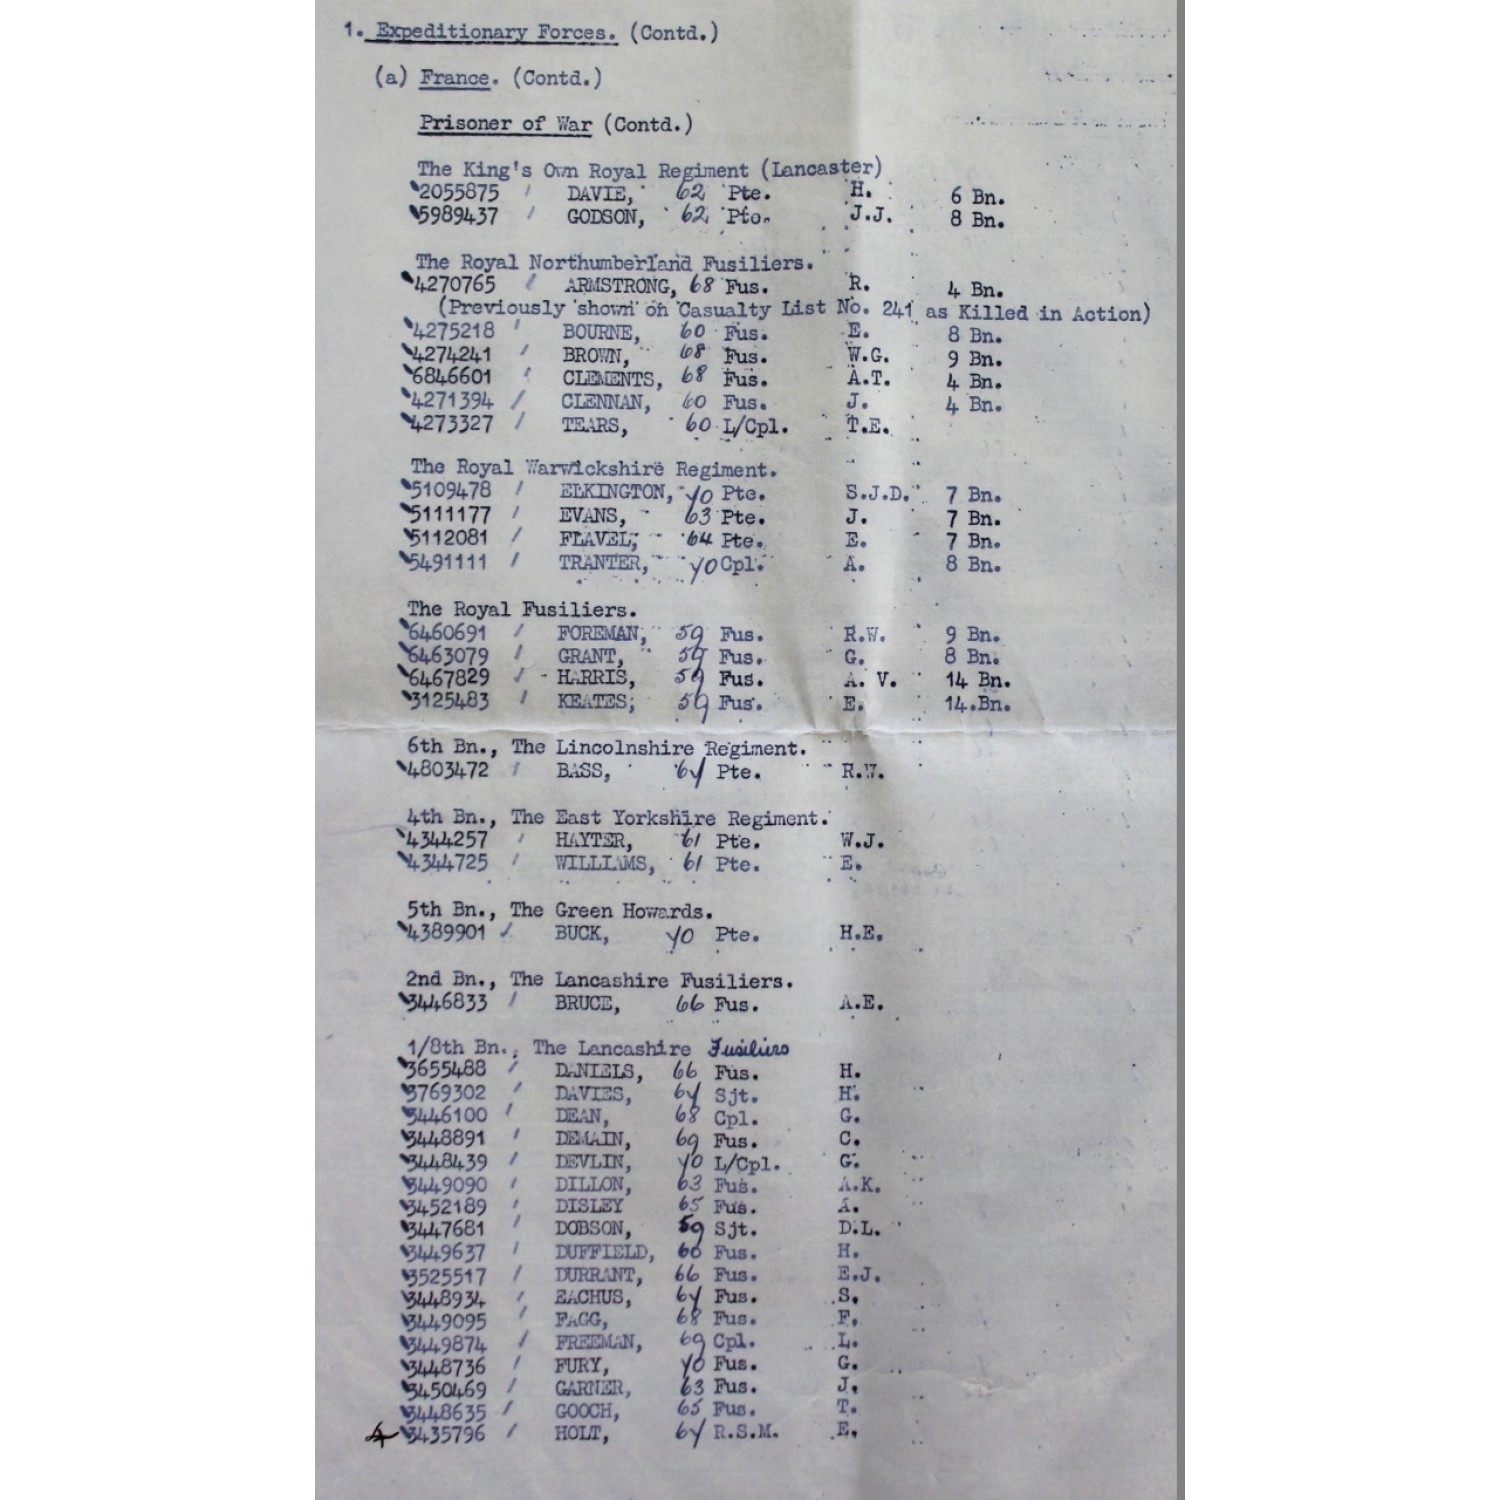 1. Expeditionary Forces. (Contd.)
(a) France. (Contd.)
Prisoner of War (Contd.)
The King's Own Royal Regiment (Lancaster)
2055875 / DAVIE, 62 Pte. H. 6 Bn.
5989437 / GODSON, 62 Pte. J.J. 8 Bn.
The Royal Northumberland Fusiliers.
4270765 / ARMSTRONG, 68 Fus. R. 4 Bn.
(Previously shown on Casualty List No. 241 as Killed in Action)
4275218 / BOURNE, 60 Fus. E. 8 Bn.
4274241 / BROWN, 68 Fus. W.G. 9 Bn.
6846601 / CLEMENTS, 68 Fus. A.T. 4 Bn.
4271394 / CLENNAN, 60 Fus. J. 4 Bn.
4273327 / TEARS, 60 L/Cpl. T.E.
The Royal Warwickshire Regiment.
5109478 / ELKINGTON, 70 Pte. S.J.D. 7 Bn.
5111177 / EVANS, 63 Pte. J. 7 Bn.
5112081 / FLAVEL, 64 Pte. E. 7 Bn.
5491111 / TRANTER, 70 Cpl. A. 8 Bn.
The Royal Fusiliers.
6460691 / FOREMAN, 59 Fus. R.W. 9 Bn.
6463079 / GRANT, 59 Fus. G. 8 Bn.
6467829 / HARRIS, 59 Fus. A. V. 14 Bn.
3125483 / KEATES, 59 Fus. E. 14.Bn.
6th Bn., The Lincolnshire Regiment.
4803472 / BASS, 67 Pte. R.W.
4th Bn., The East Yorkshire Regiment.
4344257 / HAYTER, 61 Pte. W.J.
4344725 / WILLIAMS, 61 Pte. E.
5th Bn., The Green Howards.
4389901 / BUCK, 70 Pte. H.E.
2nd Bn., The Lancashire Fusiliers.
3446833 / BRUCE, 66 Fus. A.E.
1/8th Bn., The Lancashire Fusiliers
3655488 / DANIELS, 66 Fus. H.
3769302 / DAVIES, 67 Sjt. H.
3446100 / DEAN, 68 Cpl. G.
3448891 / DEMAIN, 69 Fus. C.
3448439 / DEVLIN, 70 L/Cpl. G.
3449090 / DILLON, 63 Fus. A.K.
3452189 / DISLEY 65 Fus. A.
3447681 / DOBSON, 59 Sjt. D.L.
3449637 / DUFFIELD, 60 Fus. H.
3525517 / DURRANT, 66 Fus. E.J.
3448934 / EACHUS, 67 Fus. S.
3449095 / FAGG, 68 Fus. F.
3449874 / FREEMAN, 69 Cpl. L.
3448736 / FURY, 70 Fus. G.
3450469 / GARNER, 63 Fus. J.
3448635 / GOOCH, 65 Fus. T.
3435796 / HOLT, 67 R.S.M. E.